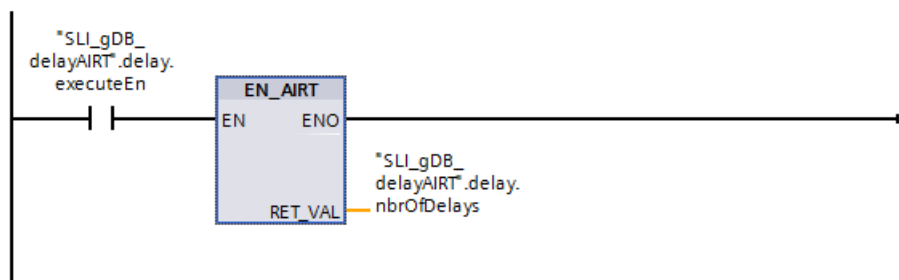 "SLI_gDB_
delayAIRT".delay.
executeEn
EN_AIRT
EN
ENO
"SLI_gDB_
delayAIRT".delay.
nbrOfDelays
RET_VAL